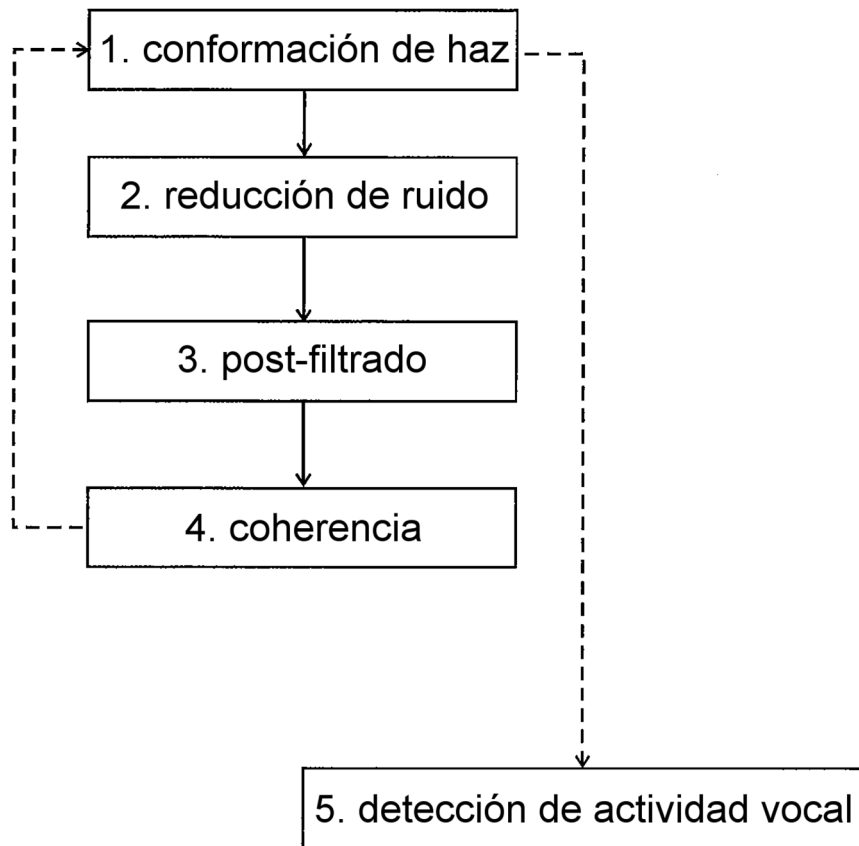 1. conformación de haz
2. reducción de ruido
3. post-filtrado
4. coherencia
5. detección de actividad vocal